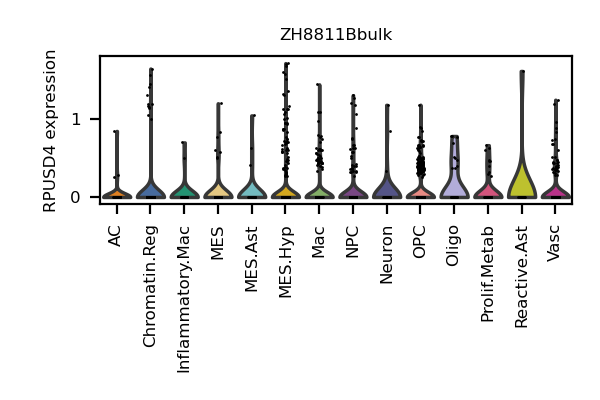 ZH8811Bbulk
RPUSD4 expression
1
0
AC
Chromatin.Reg
Inflammatory.Mac
MES
MES.Ast
MES.Hyp
Mac
NPC
Neuron
OPC
Oligo
Prolif.Metab
Reactive.Ast
Vasc